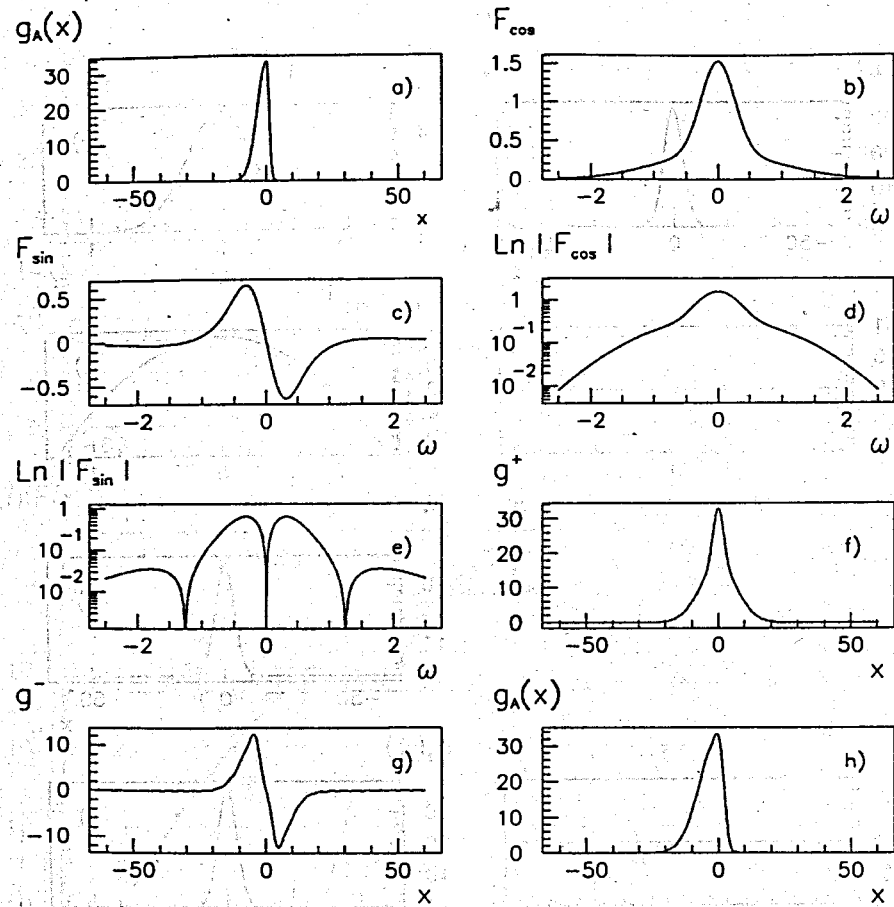 g_A(x)
30
20
10
0
a)
−50
0
50
x
F_cos
1.5
1
0.5
0
b)
−2
0
2
ω
F_sin
0.5
0
−0.5
c)
−2
0
2
ω
Ln | F_cos |
1
10^-1
10^-2
d)
−2
0
2
ω
Ln | F_sin |
1
10^-1
10^-2
e)
−2
0
2
ω
g^+
30
20
10
0
f)
−50
0
50
x
g^-
10
0
−10
g)
−50
0
50
x
g_A(x)
30
20
10
0
h)
−50
0
50
x